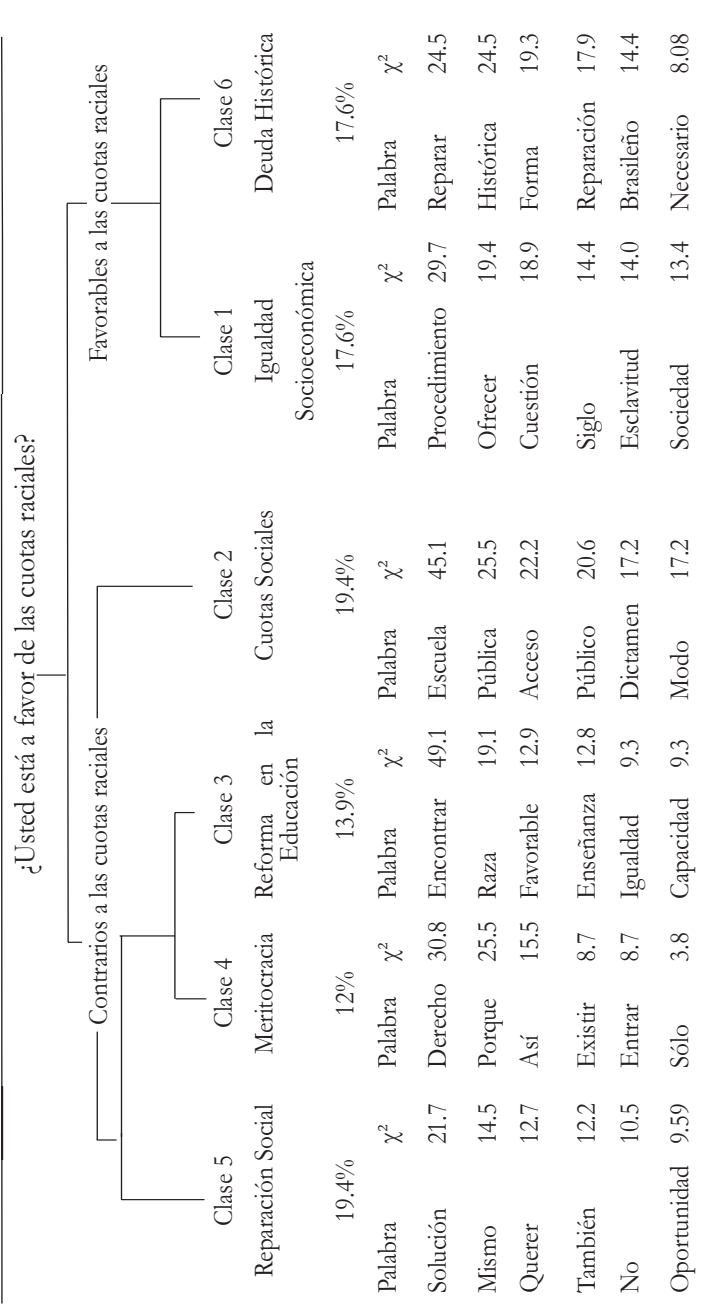 ¿Usted está a favor de las cuotas raciales?
Contrarios a las cuotas raciales Favorables a las cuotas raciales
Clase 5 Clase 4 Clase 3 Clase 2 Clase 1 Clase 6
Reparación Social Meritocracia Reforma en la Educación Cuotas Sociales Igualdad Socioeconómica Deuda Histórica
19.4% 12% 13.9% 19.4% 17.6% 17.6%
Palabra χ² Palabra χ² Palabra χ² Palabra χ² Palabra χ² Palabra χ²
Solución 21.7 Derecho 30.8 Encontrar 49.1 Escuela 45.1 Procedimiento 29.7 Reparar 24.5
Mismo 14.5 Porque 25.5 Raza 19.1 Pública 25.5 Ofrecer 19.4 Histórica 24.5
Querer 12.7 Así 15.5 Favorable 12.9 Acceso 22.2 Cuestión 18.9 Forma 19.3
También 12.2 Existir 8.7 Enseñanza 12.8 Público 20.6 Siglo 14.4 Reparación 17.9
No 10.5 Entrar 8.7 Igualdad 9.3 Dictamen 17.2 Esclavitud 14.0 Brasileño 14.4
Oportunidad 9.59 Sólo 3.8 Capacidad 9.3 Modo 17.2 Sociedad 13.4 Necesario 8.08